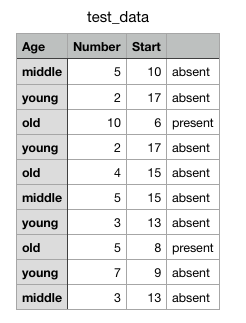 test_data
Age Number Start
middle 5 10 absent
young 2 17 absent
old 10 6 present
young 2 17 absent
old 4 15 absent
middle 5 15 absent
young 3 13 absent
old 5 8 present
young 7 9 absent
middle 3 13 absent